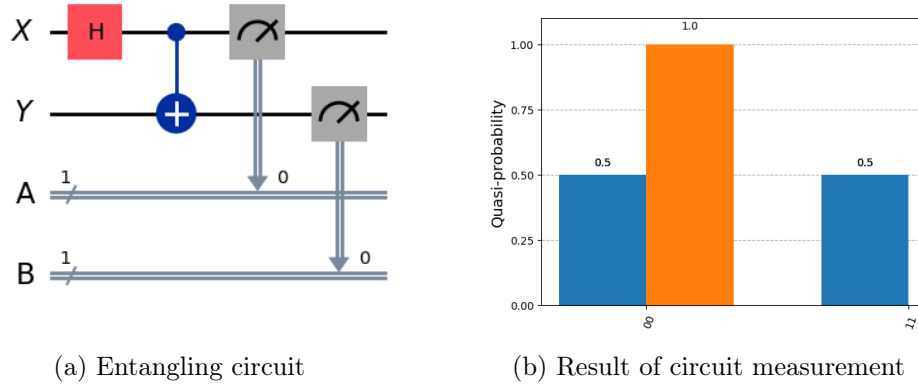 X
H
Y
A
1
0
B
1
0
(a) Entangling circuit
Quasi-probability
1.00
0.75
0.50
0.25
0.00
0.5
1.0
0.5
00
11
(b) Result of circuit measurement